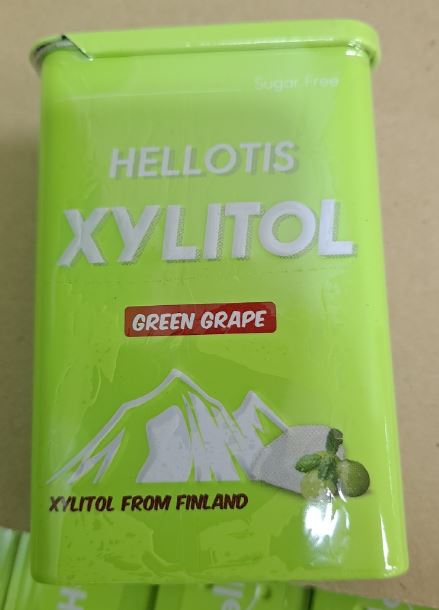 Sugar Free
HELLOTIS
XYLITOL
GREEN GRAPE
XYLITOL FROM FINLAND